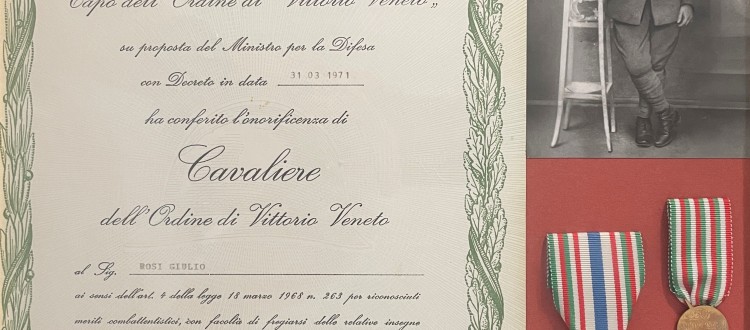 Capo dell'Ordine di "Vittorio Veneto"
su proposta del Ministro per la Difesa
con Decreto in data 31 03 1971
ha conferito l'onorificenza di
Cavaliere
dell'Ordine di Vittorio Veneto
al Sig. ROSI GIULIO
ai sensi dell'art. 4 della legge 18 marzo 1968 n. 263 per riconosciuti
meriti combattentistici, con facoltà di fregiarsi delle relative insegne